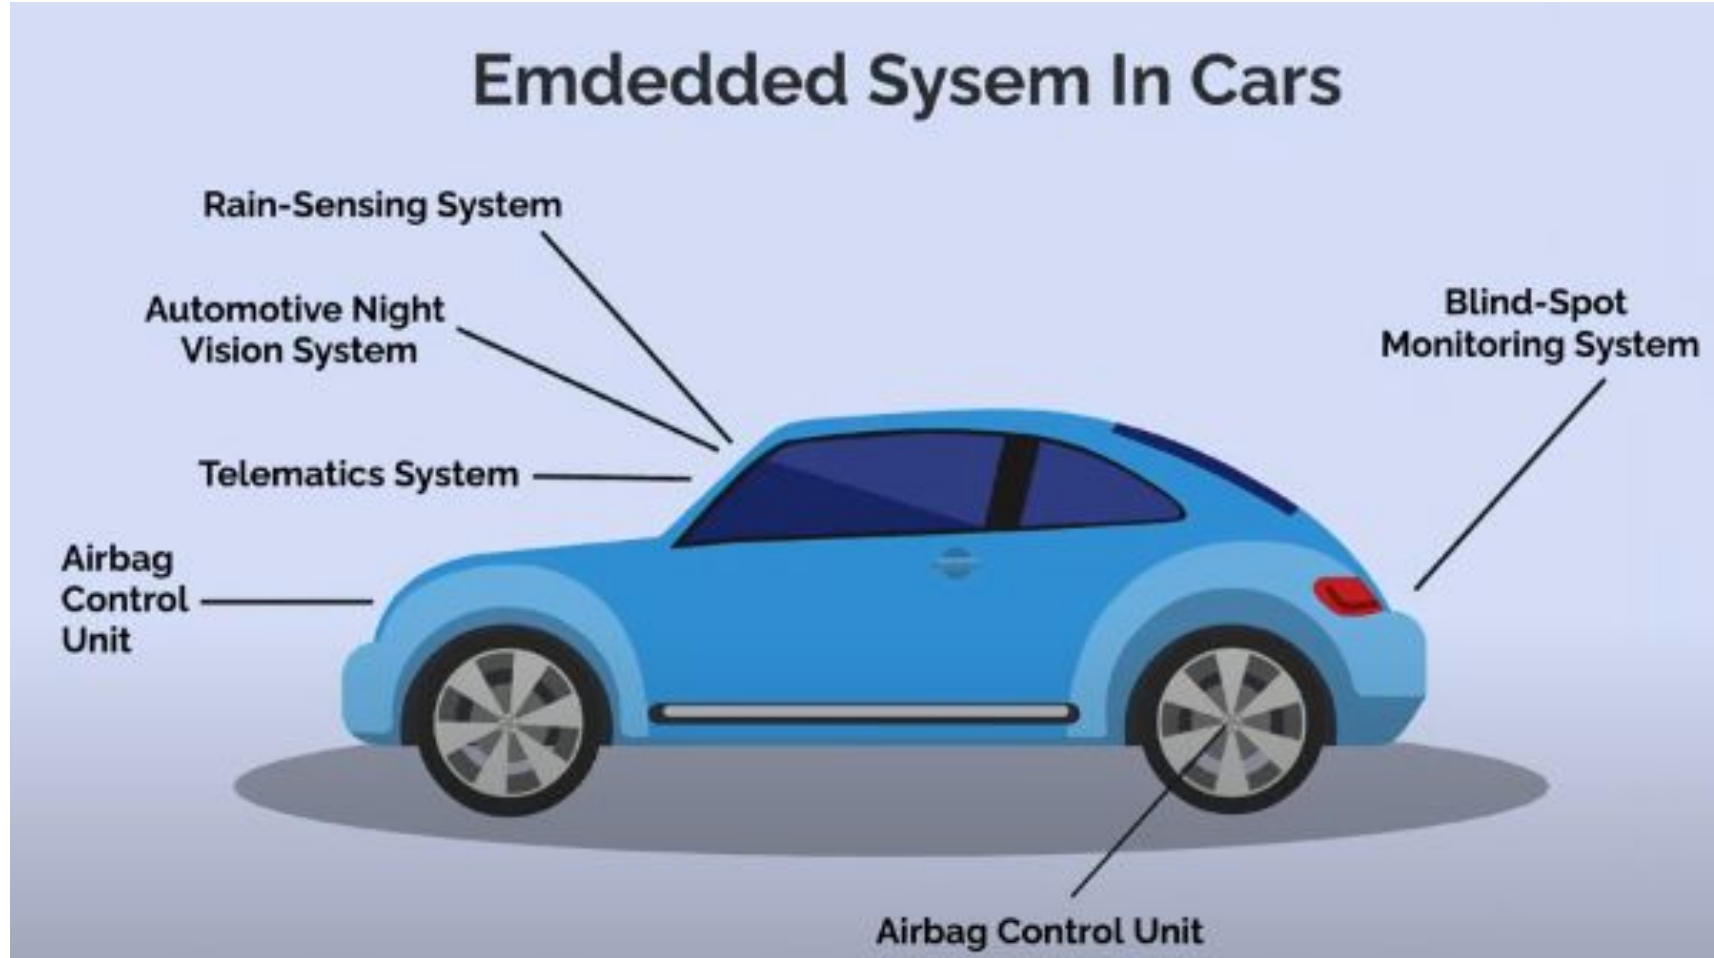 Emdedded Sysem In Cars
Rain-Sensing System
Automotive Night
Vision System
Blind-Spot
Monitoring System
Telematics System
Airbag
Control
Unit
Airbag Control Unit